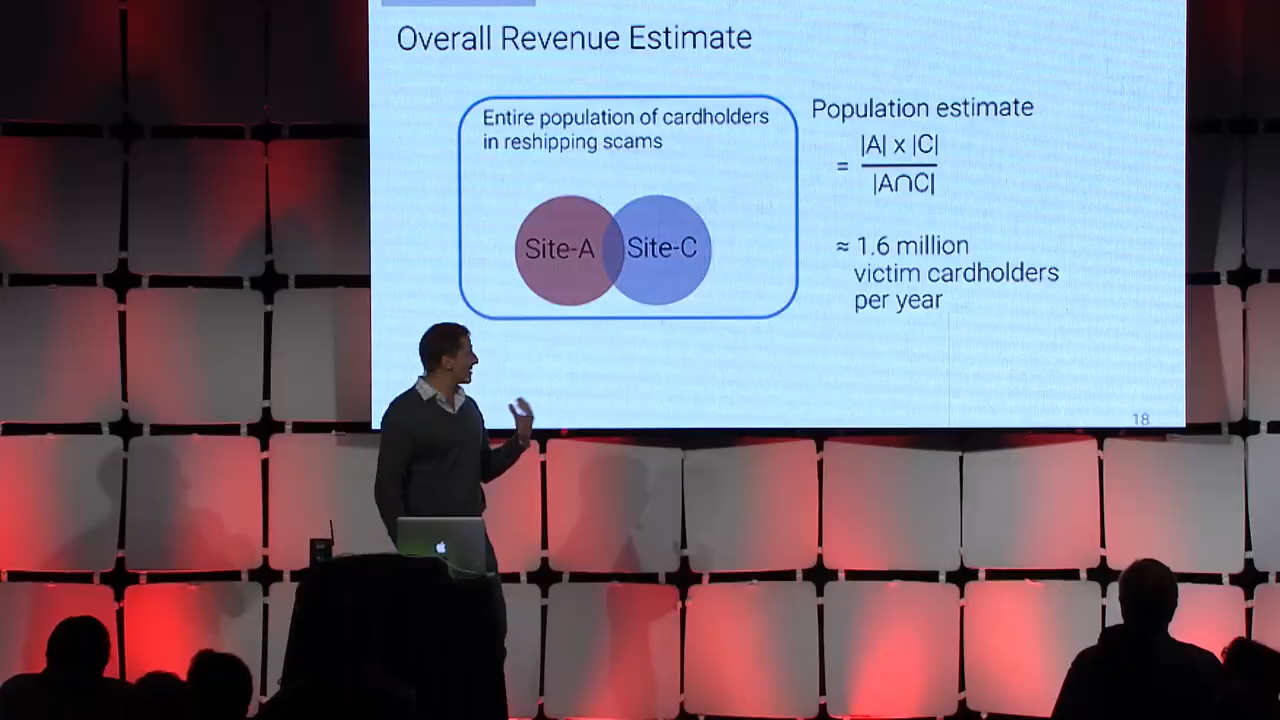 Overall Revenue Estimate
Entire population of cardholders
in reshipping scams
Site-A
Site-C
Population estimate
= |A| x |C|
|A∩C|
≈ 1.6 million
victim cardholders
per year
18